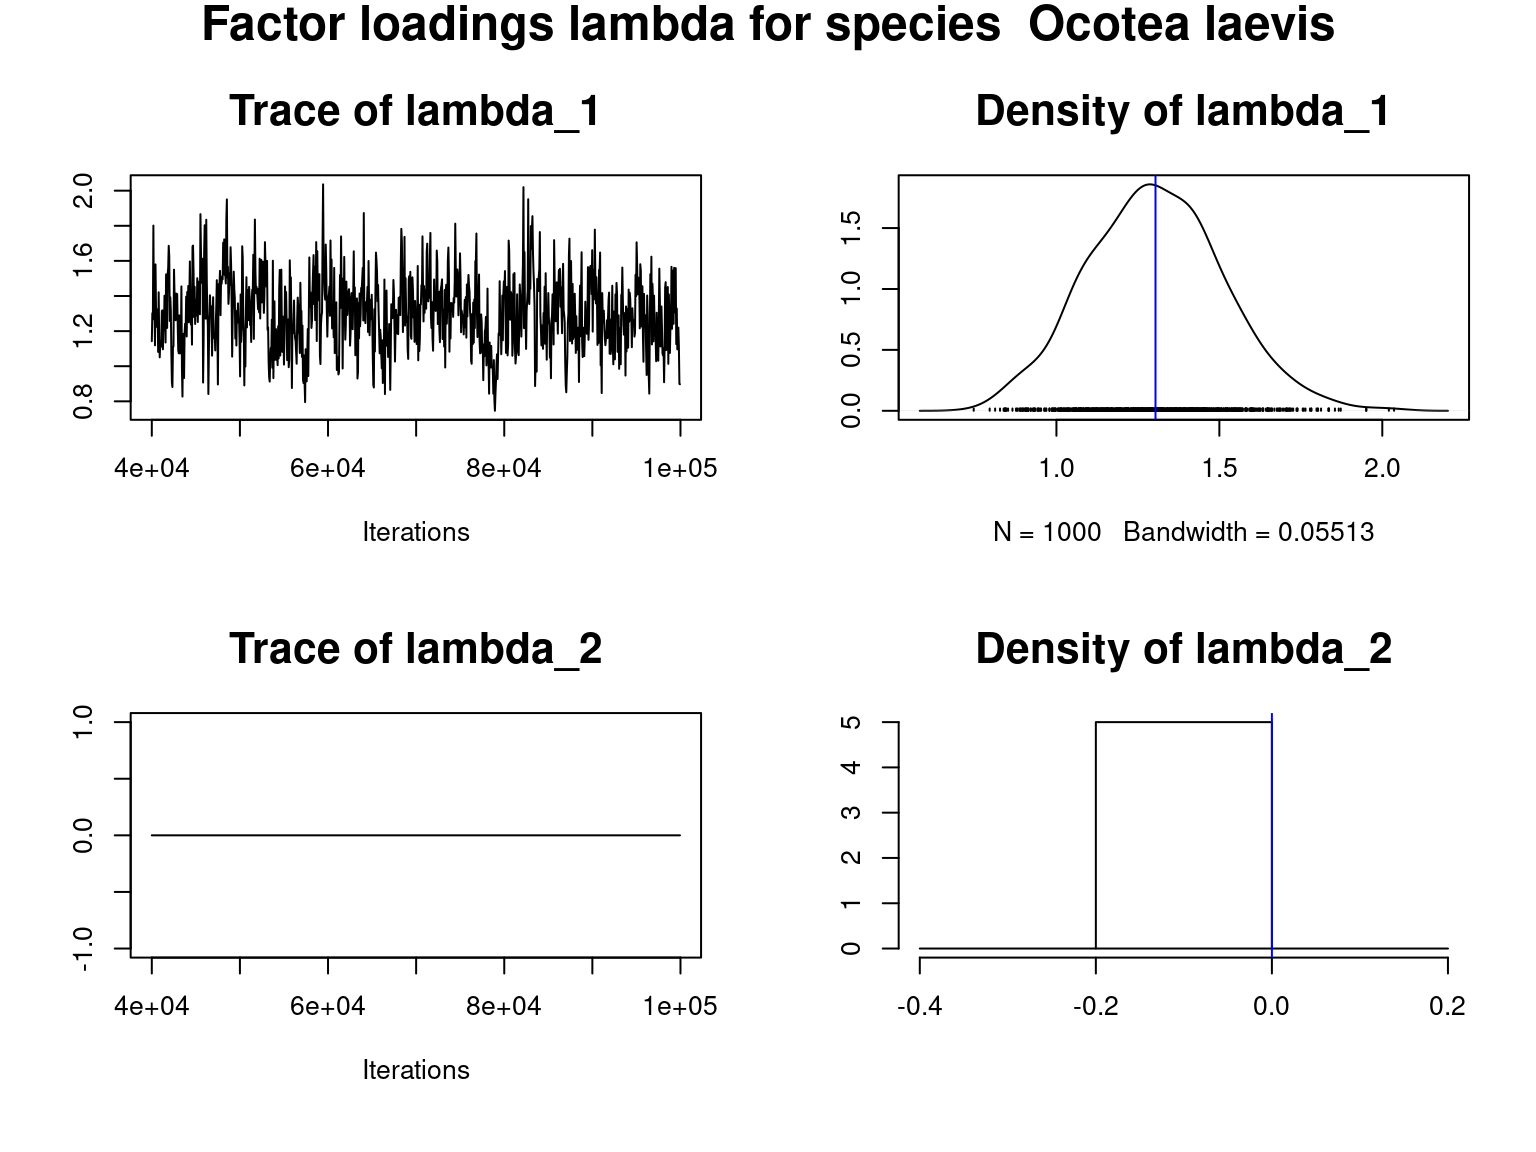 Factor loadings lambda for species  Ocotea laevis
Trace of lambda_1
Density of lambda_1
2.0
1.6
1.2
0.8
4e+04 6e+04 8e+04 1e+05
Iterations
1.5
1.0
0.5
0.0
1.0 1.5 2.0
N = 1000   Bandwidth = 0.05513
Trace of lambda_2
Density of lambda_2
1.0
0.0
-1.0
4e+04 6e+04 8e+04 1e+05
Iterations
5
4
3
2
1
0
-0.4 -0.2 0.0 0.2